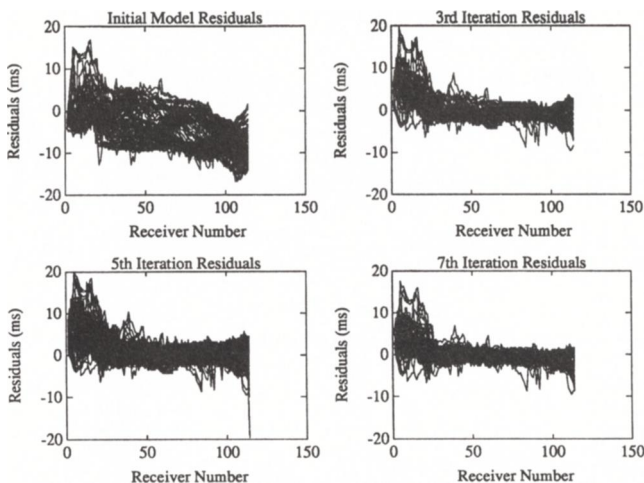 Initial Model Residuals
20
10
0
-10
20
Residuals (ms)
0 50 100 150
Receiver Number
3rd Iteration Residuals
20
10
0
-10
20
Residuals (ms)
0 50 100 150
Receiver Number
5th Iteration Residuals
20
10
0
-10
-20
Residuals (ms)
0 50 100 150
Receiver Number
7th Iteration Residuals
20
10
0
-10
-20
Residuals (ms)
0 50 100 150
Receiver Number